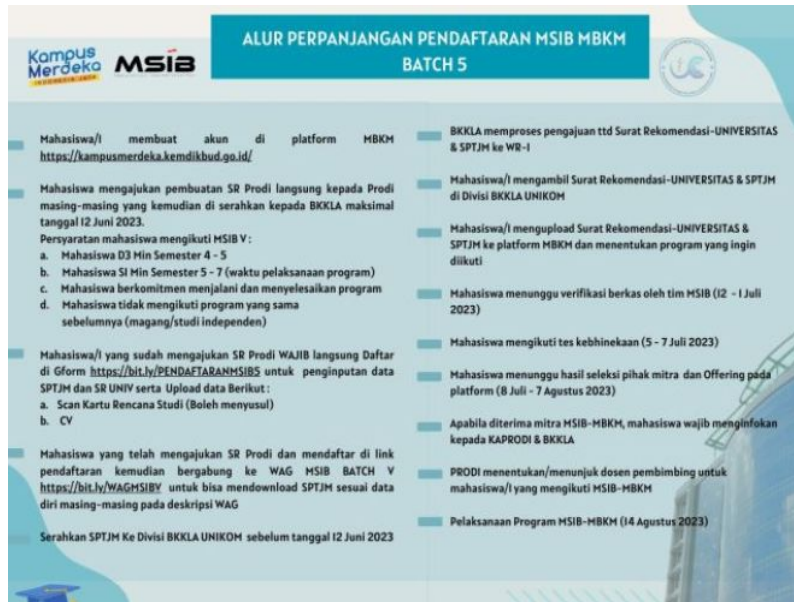 ALUR PERPANJANGAN PENDAFTARAN MSIB MBKM
BATCH 5
Kampus
Merdeka
INDONESIA JAYA
MSIB
UC
Mahasiswa/I membuat akun di platform MBKM
https://kampusmerdeka.kemdikbud.go.id/
Mahasiswa mengajukan pembuatan SR Prodi langsung kepada Prodi
masing-masing yang kemudian di serahkan kepada BKKLA maksimal
tanggal 12 Juni 2023.
Persyaratan mahasiswa mengikuti MSIB V :
a. Mahasiswa D3 Min Semester 4 - 5
b. Mahasiswa S1 Min Semester 5 - 7 (waktu pelaksanaan program)
c. Mahasiswa berkomitmen menjalani dan menyelesaikan program
d. Mahasiswa tidak mengikuti program yang sama
sebelumnya (magang/studi independen)
Mahasiswa/I yang sudah mengajukan SR Prodi WAJIB langsung Daftar
di Gform https://bit.ly/PENDAFTARANMSIB5 untuk penginputan data
SPTJM dan SR UNIV serta Upload data Berikut :
a. Scan Kartu Rencana Studi (Boleh menyusul)
b. CV
Mahasiswa yang telah mengajukan SR Prodi dan mendaftar di link
pendaftaran kemudian bergabung ke WAG MSIB BATCH V
https://bit.ly/WAGMSIBV untuk bisa mendownload SPTJM sesuai data
diri masing-masing pada deskripsi WAG
Serahkan SPTJM Ke Divisi BKKLA UNIKOM sebelum tanggal 12 Juni 2023
BKKLA memproses pengajuan ttd Surat Rekomendasi-UNIVERSITAS
& SPTJM ke WR-I
Mahasiswa/I mengambil Surat Rekomendasi-UNIVERSITAS & SPTJM
di Divisi BKKLA UNIKOM
Mahasiswa/I mengupload Surat Rekomendasi-UNIVERSITAS &
SPTJM ke platform MBKM dan menentukan program yang ingin
diikuti
Mahasiswa menunggu verifikasi berkas oleh tim MSIB (12 - 1 Juli
2023)
Mahasiswa mengikuti tes kebhinekaan (5 - 7 Juli 2023)
Mahasiswa menunggu hasil seleksi pihak mitra dan Offering pada
platform (8 Juli - 7 Agustus 2023)
Apabila diterima mitra MSIB-MBKM, mahasiswa wajib menginfokan
kepada KAPRODI & BKKLA
PRODI menentukan/menunjuk dosen pembimbing untuk
mahasiswa/I yang mengikuti MSIB-MBKM
Pelaksanaan Program MSIB-MBKM (14 Agustus 2023)